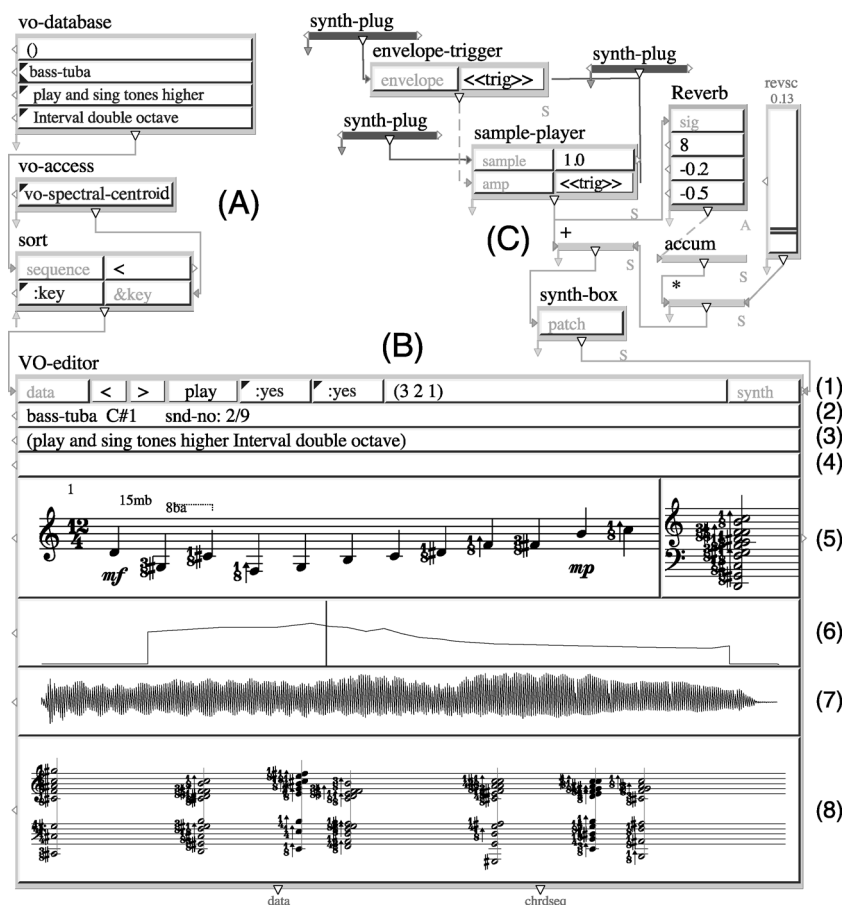 vo-database
()
bass-tuba
play and sing tones higher
Interval double octave
vo-access
vo-spectral-centroid
(A)
sort
sequence <
:key &key
synth-plug
envelope-trigger
envelope <<trig>>
S
synth-plug
synth-plug
sample-player
sample 1.0
amp <<trig>>
S
Reverb
sig
8
-0.2
-0.5
A
revsc
0.13
(C)
+
S
accum
S
*
S
synth-box
patch
S
(B)
VO-editor
data < > play :yes :yes (3 2 1) synth (1)
bass-tuba C#1 snd-no: 2/9 (2)
(play and sing tones higher Interval double octave) (3)
(4)
1
15mb 8ba
12
4
mf mp
(5)
(6)
(7)
(8)
data chrdseq